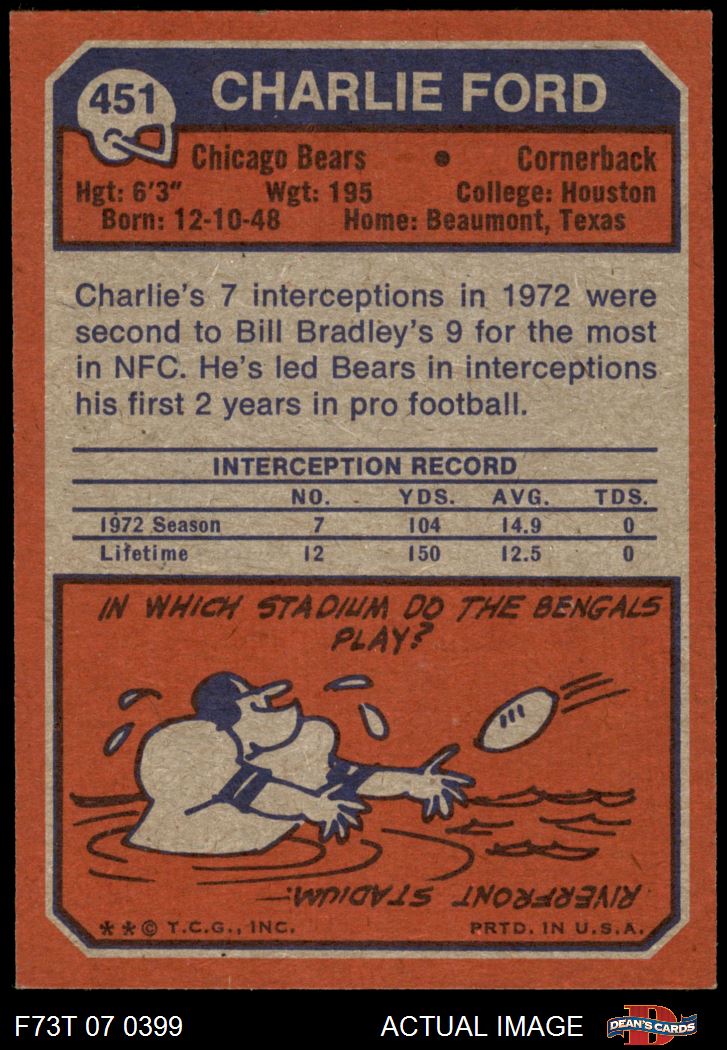 451
CHARLIE FORD
Chicago Bears • Cornerback
Hgt: 6'3" Wgt: 195 College: Houston
Born: 12-10-48 Home: Beaumont, Texas
Charlie's 7 interceptions in 1972 were
second to Bill Bradley's 9 for the most
in NFC. He's led Bears in interceptions
his first 2 years in pro football.
INTERCEPTION RECORD
NO. YDS. AVG. TDS.
1972 Season 7 104 14.9 0
Lifetime 12 150 12.5 0
IN WHICH STADIUM DO THE BENGALS
PLAY?
RIVERFRONT STADIUM.
**© T.C.G., INC. PRTD. IN U.S.A.
F73T 07 0399 ACTUAL IMAGE DEAN'S CARDS